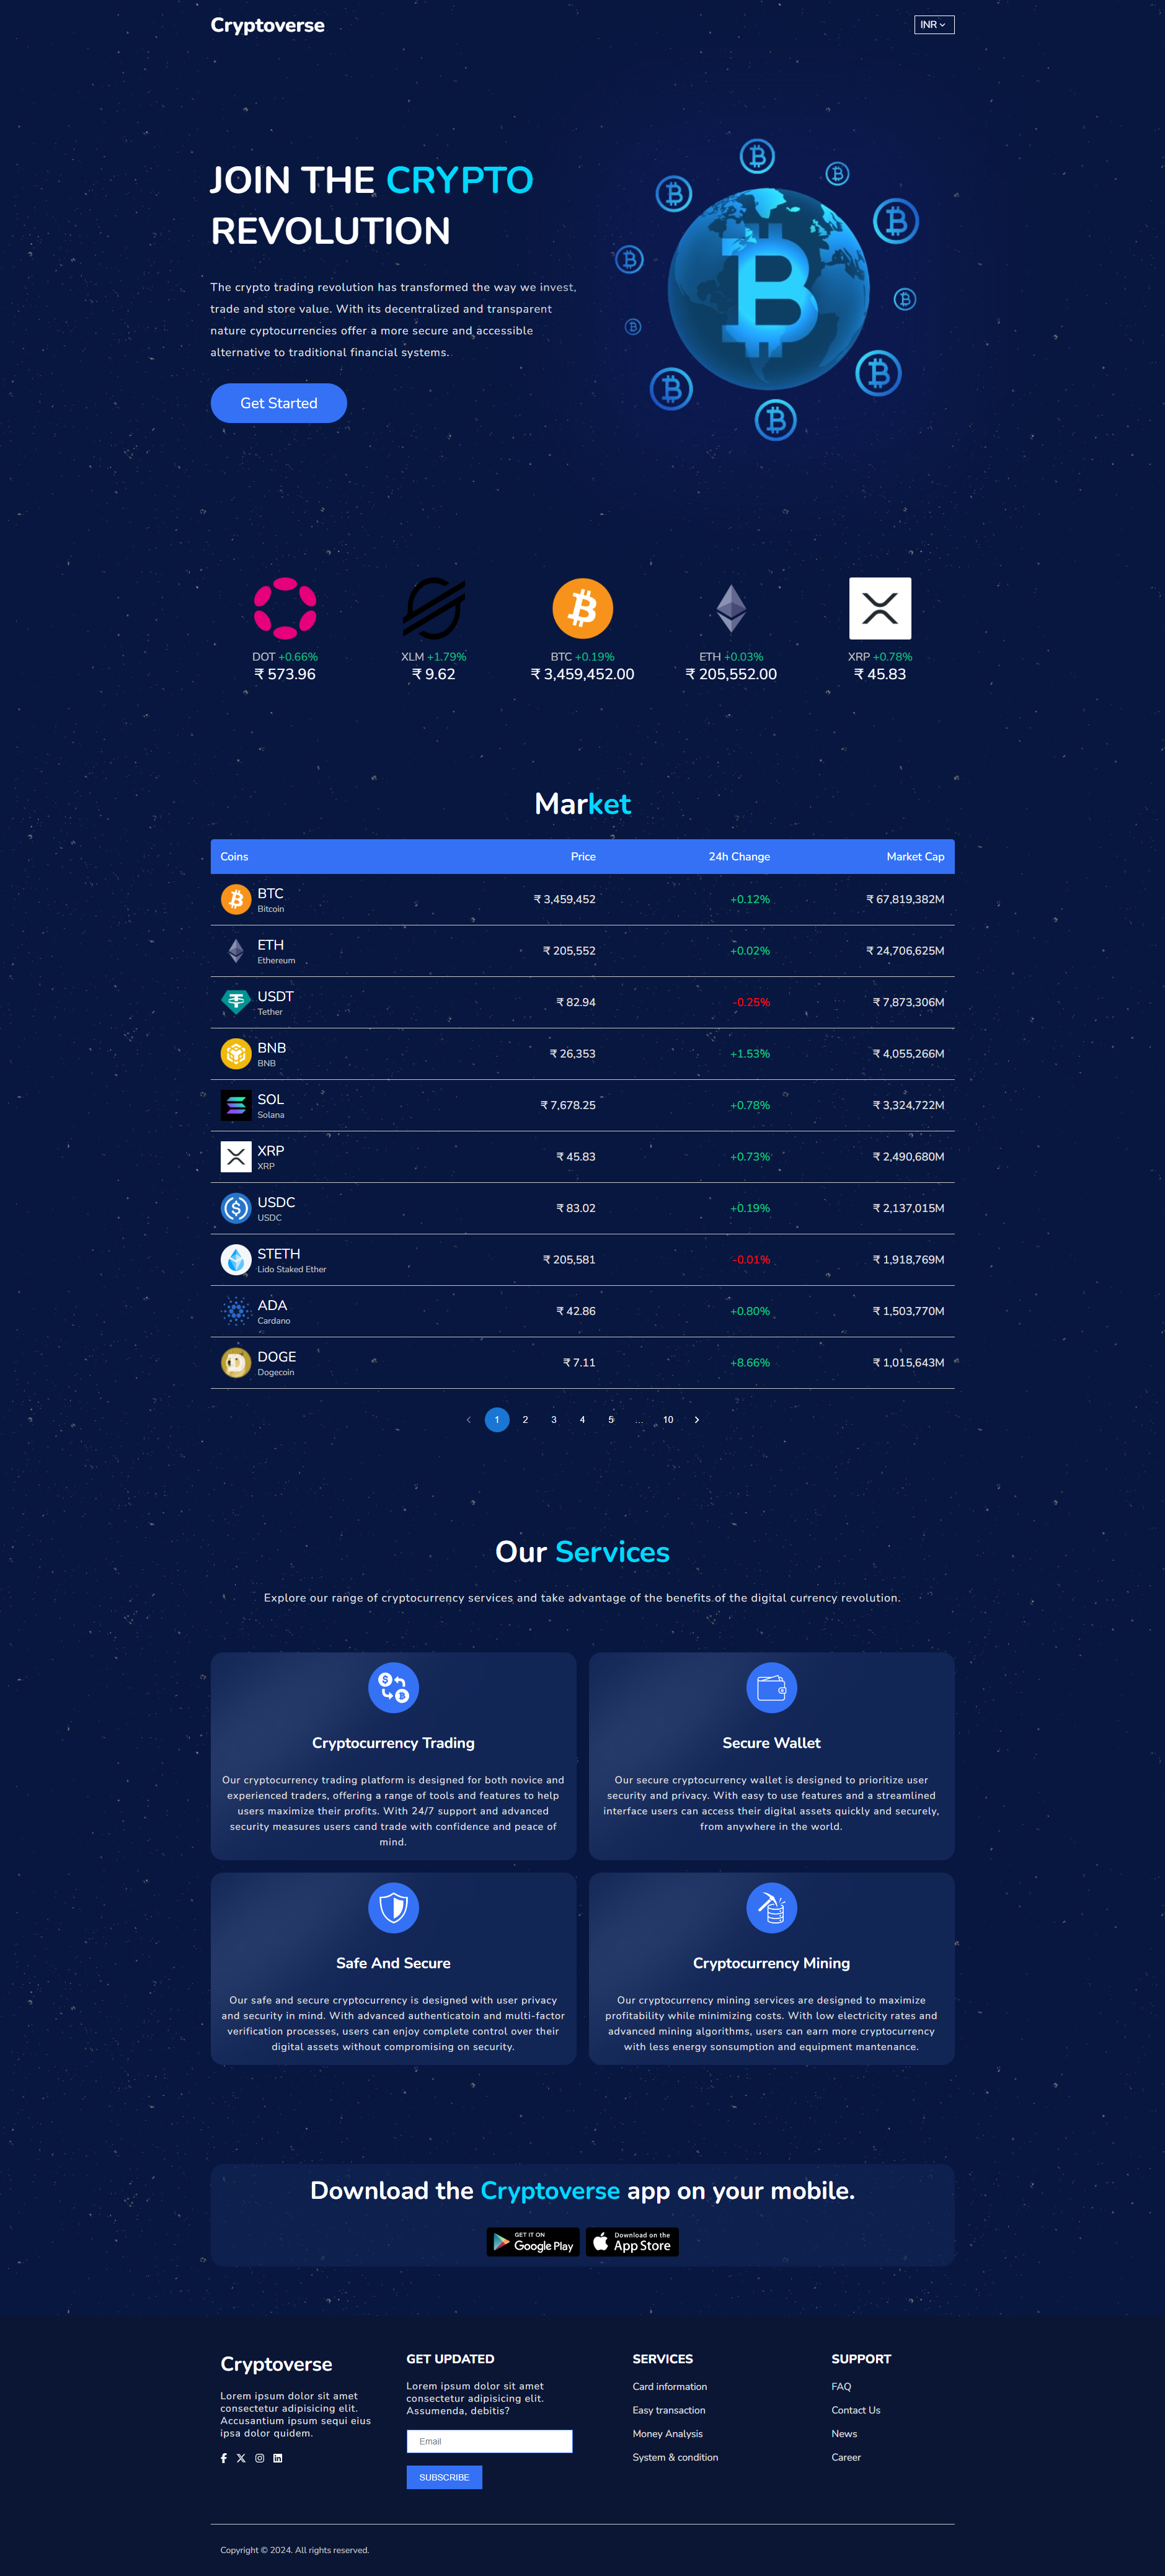 Cryptoverse
INR
JOIN THE CRYPTO
REVOLUTION
The crypto trading revolution has transformed the way we invest,
trade and store value. With its decentralized and transparent
nature cyptocurrencies offer a more secure and accessible
alternative to traditional financial systems.
Get Started
DOT +0.66%
₹ 573.96
XLM +1.79%
₹ 9.62
BTC +0.19%
₹ 3,459,452.00
ETH +0.03%
₹ 205,552.00
XRP +0.78%
₹ 45.83
Market
Coins Price 24h Change Market Cap
BTC
Bitcoin
₹ 3,459,452 +0.12% ₹ 67,819,382M
ETH
Ethereum
₹ 205,552 +0.02% ₹ 24,706,625M
USDT
Tether
₹ 82.94 -0.25% ₹ 7,873,306M
BNB
BNB
₹ 26,353 +1.53% ₹ 4,055,266M
SOL
Solana
₹ 7,678.25 +0.78% ₹ 3,324,722M
XRP
XRP
₹ 45.83 +0.73% ₹ 2,490,680M
USDC
USDC
₹ 83.02 +0.19% ₹ 2,137,015M
STETH
Lido Staked Ether
₹ 205,581 -0.01% ₹ 1,918,769M
ADA
Cardano
₹ 42.86 +0.80% ₹ 1,503,770M
DOGE
Dogecoin
₹ 7.11 +8.66% ₹ 1,015,643M
1 2 3 4 5 … 10
Our Services
Explore our range of cryptocurrency services and take advantage of the benefits of the digital currency revolution.
Cryptocurrency Trading
Our cryptocurrency trading platform is designed for both novice and
experienced traders, offering a range of tools and features to help
users maximize their profits. With 24/7 support and advanced
security measures users cand trade with confidence and peace of
mind.
Secure Wallet
Our secure cryptocurrency wallet is designed to prioritize user
security and privacy. With easy to use features and a streamlined
interface users can access their digital assets quickly and securely,
from anywhere in the world.
Safe And Secure
Our safe and secure cryptocurrency is designed with user privacy
and security in mind. With advanced authenticatoin and multi-factor
verification processes, users can enjoy complete control over their
digital assets without compromising on security.
Cryptocurrency Mining
Our cryptocurrency mining services are designed to maximize
profitability while minimizing costs. With low electricity rates and
advanced mining algorithms, users can earn more cryptocurrency
with less energy sonsumption and equipment mantenance.
Download the Cryptoverse app on your mobile.
GET IT ON
Google Play
Download on the
App Store
Cryptoverse
Lorem ipsum dolor sit amet
consectetur adipisicing elit.
Accusantium ipsum sequi eius
ipsa dolor quidem.
GET UPDATED
Lorem ipsum dolor sit amet
consectetur adipisicing elit.
Assumenda, debitis?
Email
SUBSCRIBE
SERVICES
Card information
Easy transaction
Money Analysis
System & condition
SUPPORT
FAQ
Contact Us
News
Career
Copyright © 2024. All rights reserved.